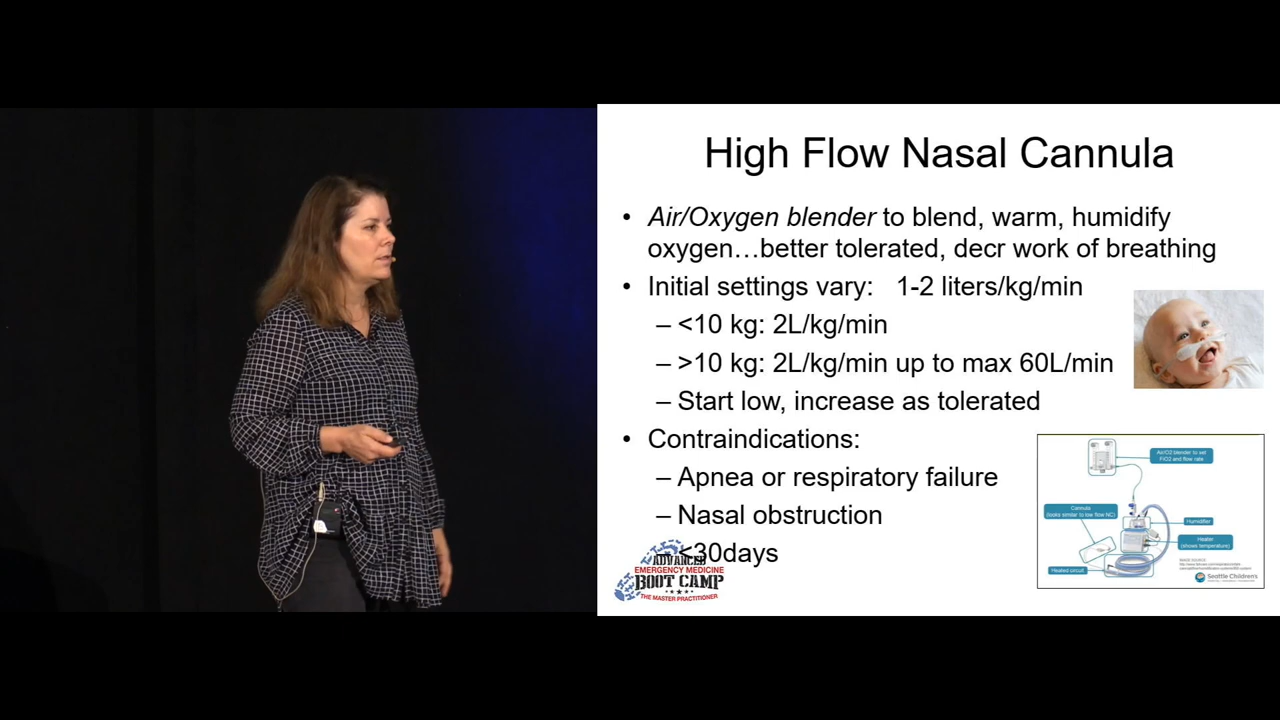 High Flow Nasal Cannula
• Air/Oxygen blender to blend, warm, humidify
oxygen…better tolerated, decr work of breathing
• Initial settings vary: 1-2 liters/kg/min
– <10 kg: 2L/kg/min
– >10 kg: 2L/kg/min up to max 60L/min
– Start low, increase as tolerated
• Contraindications:
– Apnea or respiratory failure
– Nasal obstruction
<30days
ADVANCED
EMERGENCY MEDICINE
BOOT CAMP
THE MASTER PRACTITIONER
Air/O2 blender to set
FiO2 and flow rate
Cannula
(looks similar to low flow NC)
Humidifier
Heater
(shows temperature)
Heated circuit
Seattle Children's